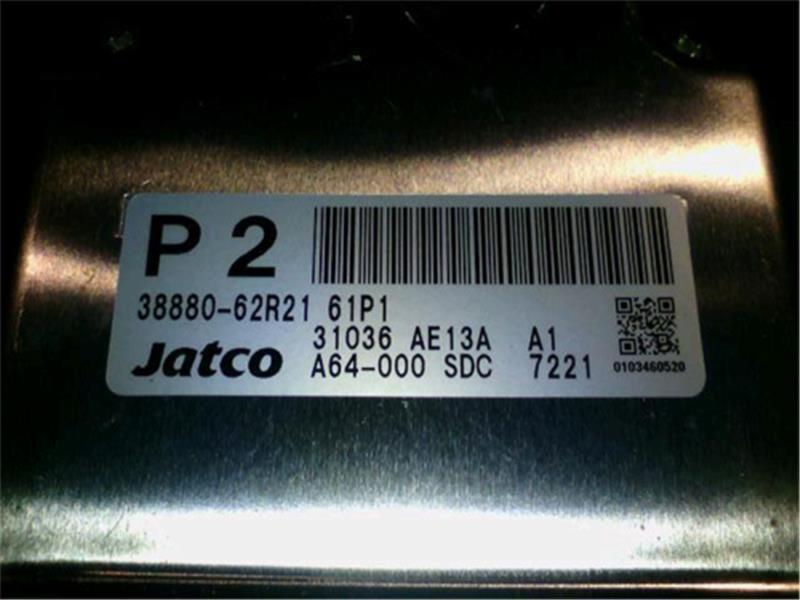 P 2
38880-62R21 61P1
31036 AE13A A1
Jatco A64-000 SDC 7221
0103460520